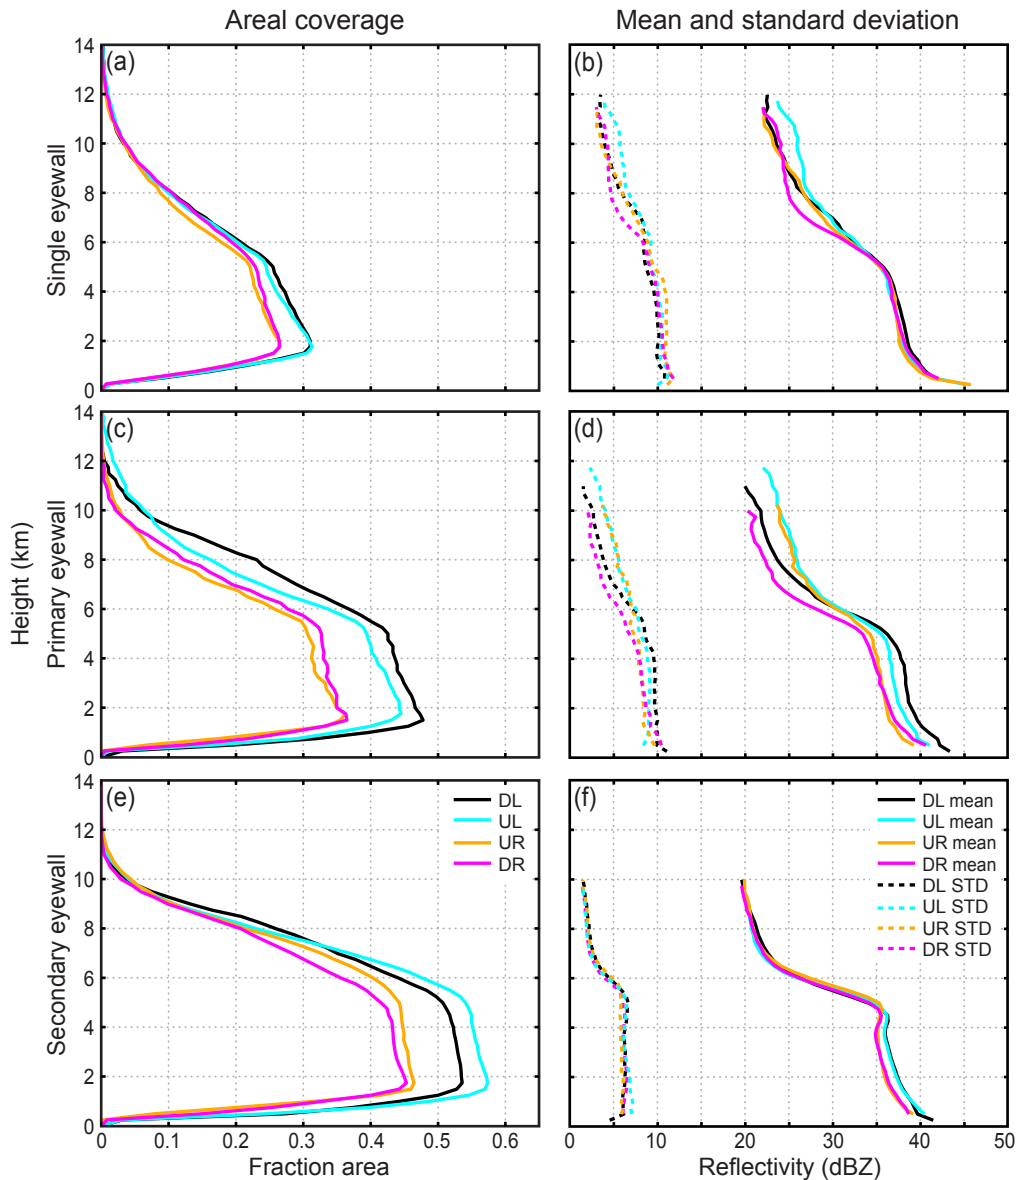 Areal coverage
Mean and standard deviation
(a)
14
12
10
8
6
4
2
0
Single eyewall
(b)
(c)
14
12
10
8
6
4
2
0
Height (km)
Primary eyewall
(d)
(e)
14
12
10
8
6
4
2
0
Secondary eyewall
DL
UL
UR
DR
0 0.1 0.2 0.3 0.4 0.5 0.6
Fraction area
(f)
DL mean
UL mean
UR mean
DR mean
DL STD
UL STD
UR STD
DR STD
0 10 20 30 40 50
Reflectivity (dBZ)